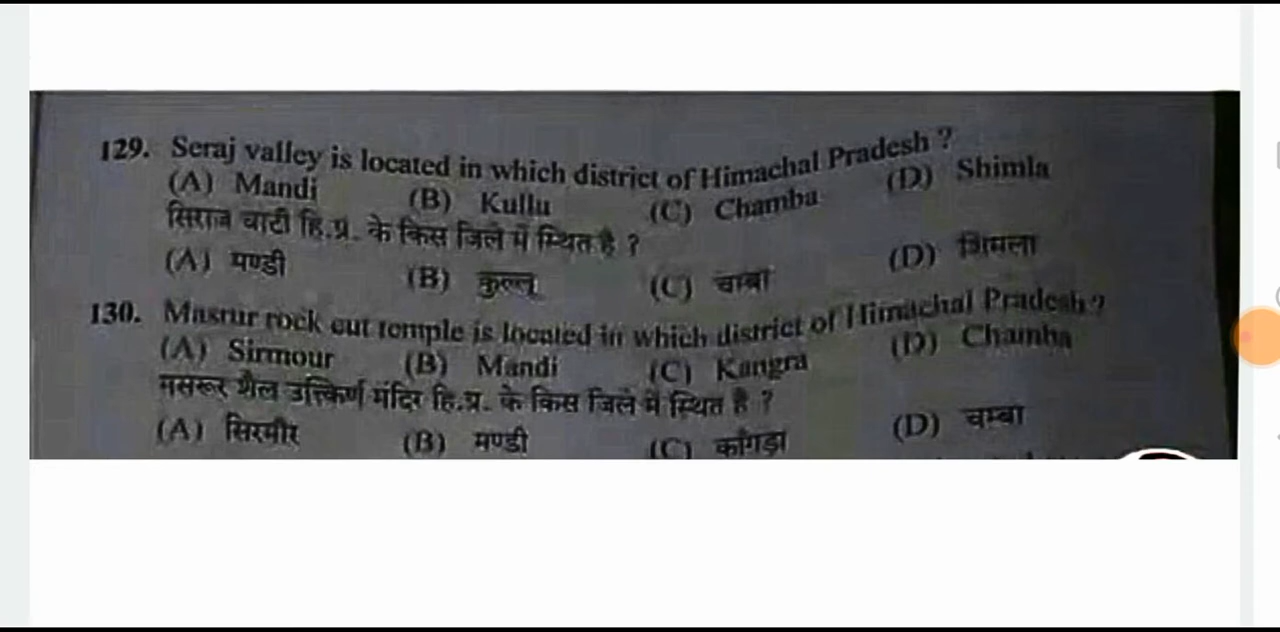 129. Seraj valley is located in which district of Himachal Pradesh ?
(A) Mandi (B) Kullu (C) Chamba (D) Shimla
सिराज घाटी हि.प्र. के किस जिले में स्थित है ?
(A) मण्डी (B) कुल्लू (C) चम्बा (D) शिमला
130. Masrur rock cut temple is located in which district of Himachal Pradesh ?
(A) Sirmour (B) Mandi (C) Kangra (D) Chamba
मसरूर शैल उत्किर्ण मंदिर हि.प्र. के किस जिले में स्थित है ?
(A) सिरमौर (B) मण्डी (C) काँगड़ा (D) चम्बा